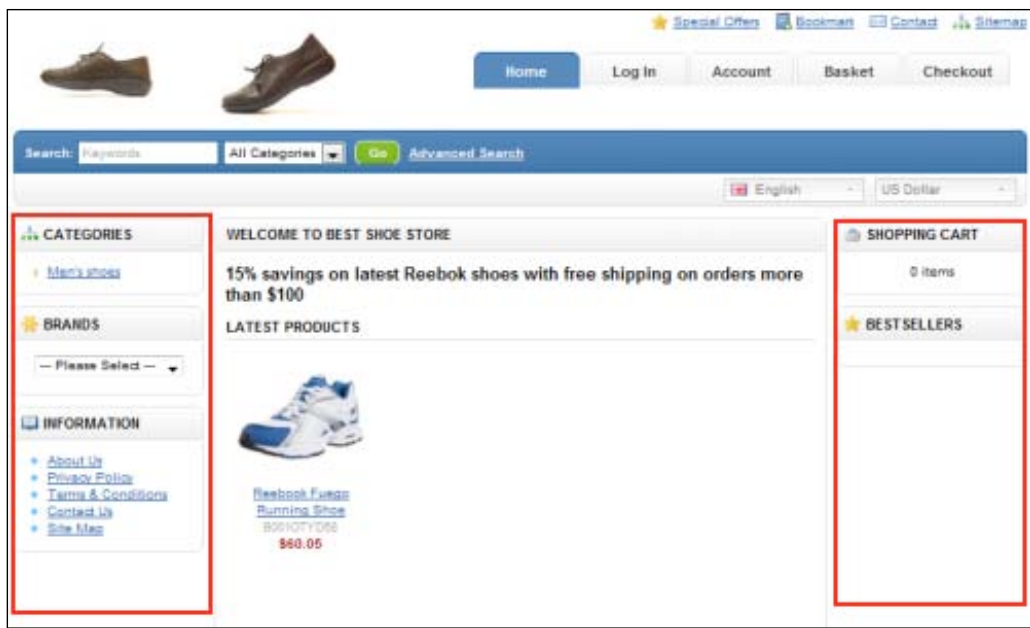 Special Offers Bookmark Contact Sitemap
Home Log In Account Basket Checkout
Search: Keywords All Categories Go Advanced Search
English US Dollar
CATEGORIES
Men's shoes
BRANDS
--- Please Select ---
INFORMATION
About Us
Privacy Policy
Terms & Conditions
Contact Us
Site Map
WELCOME TO BEST SHOE STORE
15% savings on latest Reebok shoes with free shipping on orders more
than $100
LATEST PRODUCTS
Reebook Fuego
Running Shoe
$60.05
SHOPPING CART
0 items
BESTSELLERS